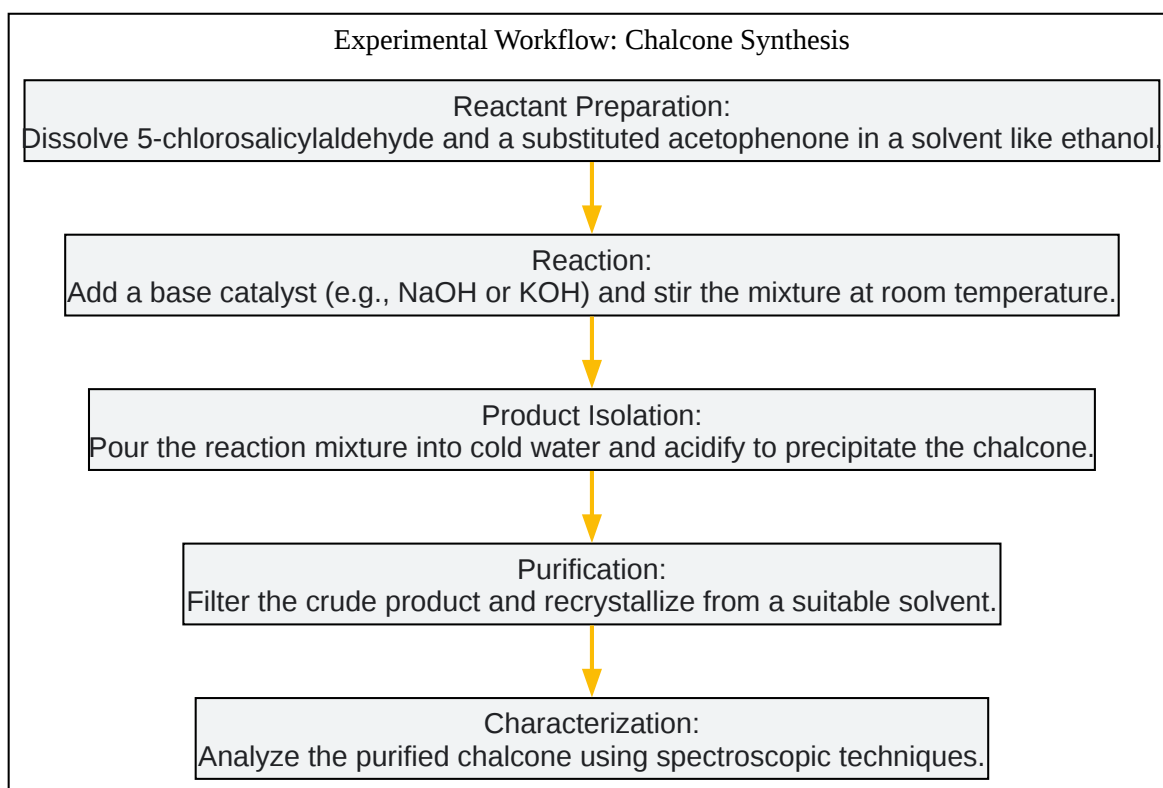 Experimental Workflow: Chalcone Synthesis
Reactant Preparation:
Dissolve 5-chlorosalicylaldehyde and a substituted acetophenone in a solvent like ethanol.
Reaction:
Add a base catalyst (e.g., NaOH or KOH) and stir the mixture at room temperature.
Product Isolation:
Pour the reaction mixture into cold water and acidify to precipitate the chalcone.
Purification:
Filter the crude product and recrystallize from a suitable solvent.
Characterization:
Analyze the purified chalcone using spectroscopic techniques.